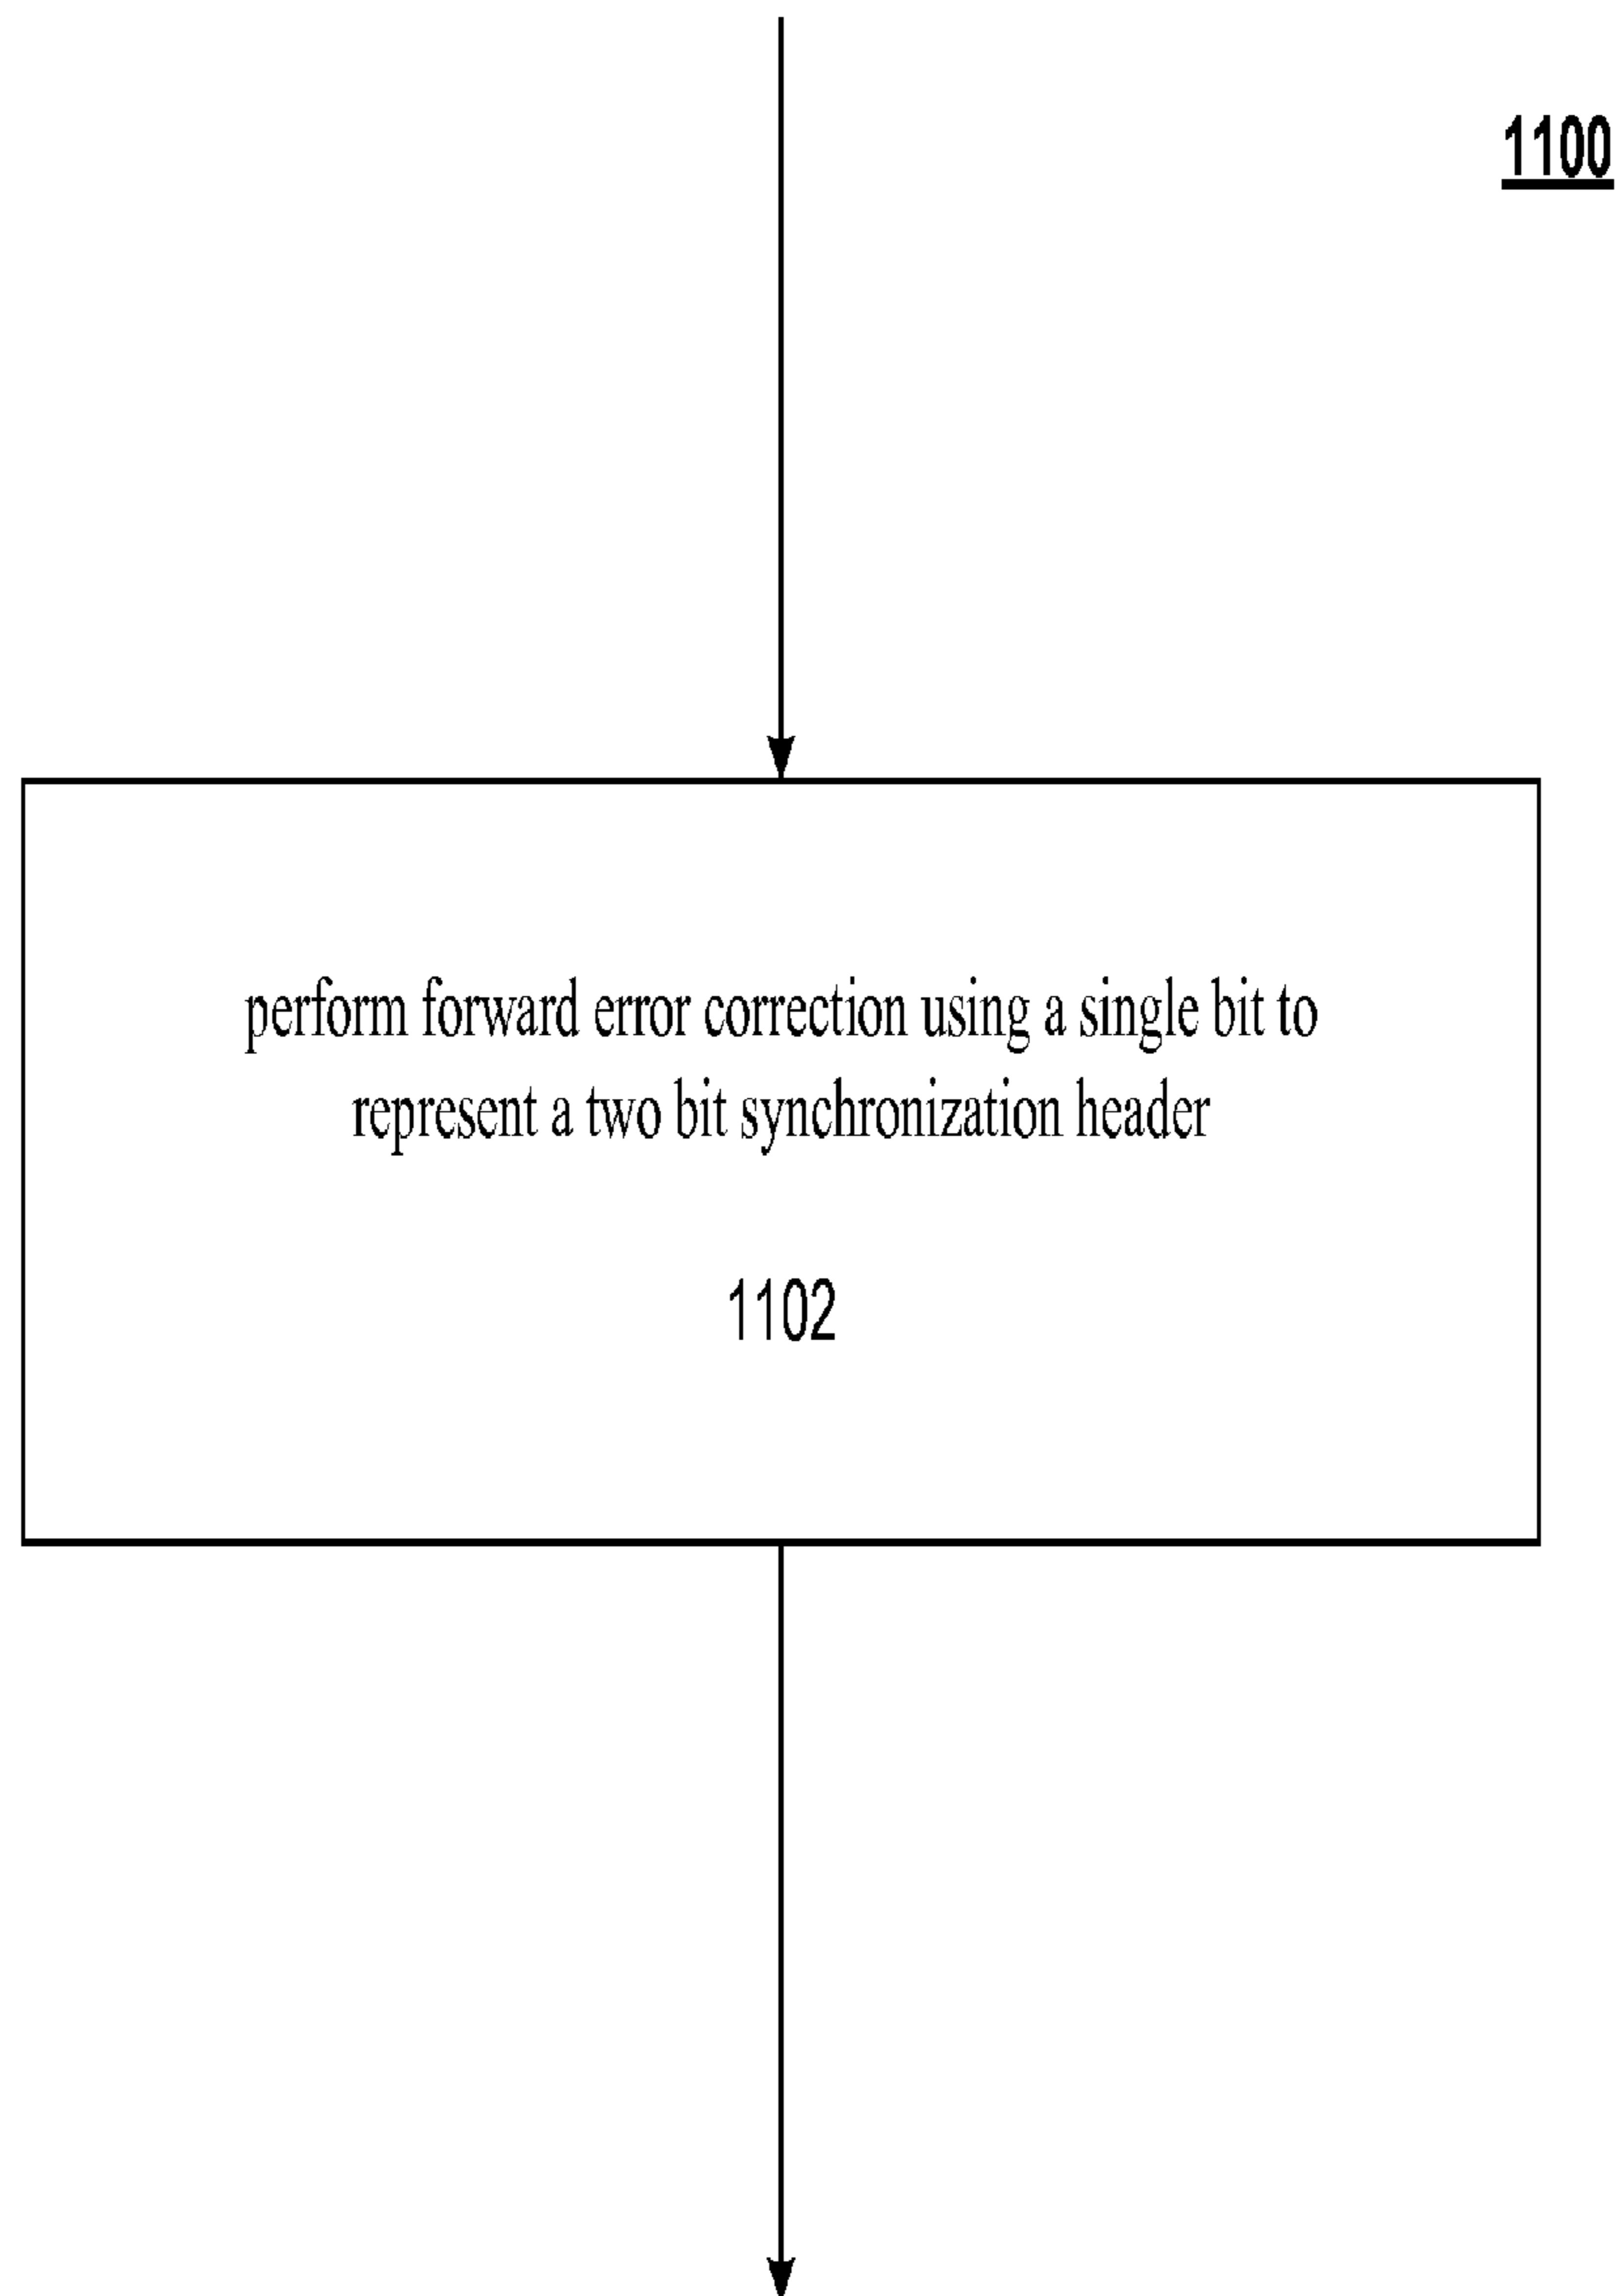 1100
perform forward error correction using a single bit to
represent a two bit synchronization header
1102